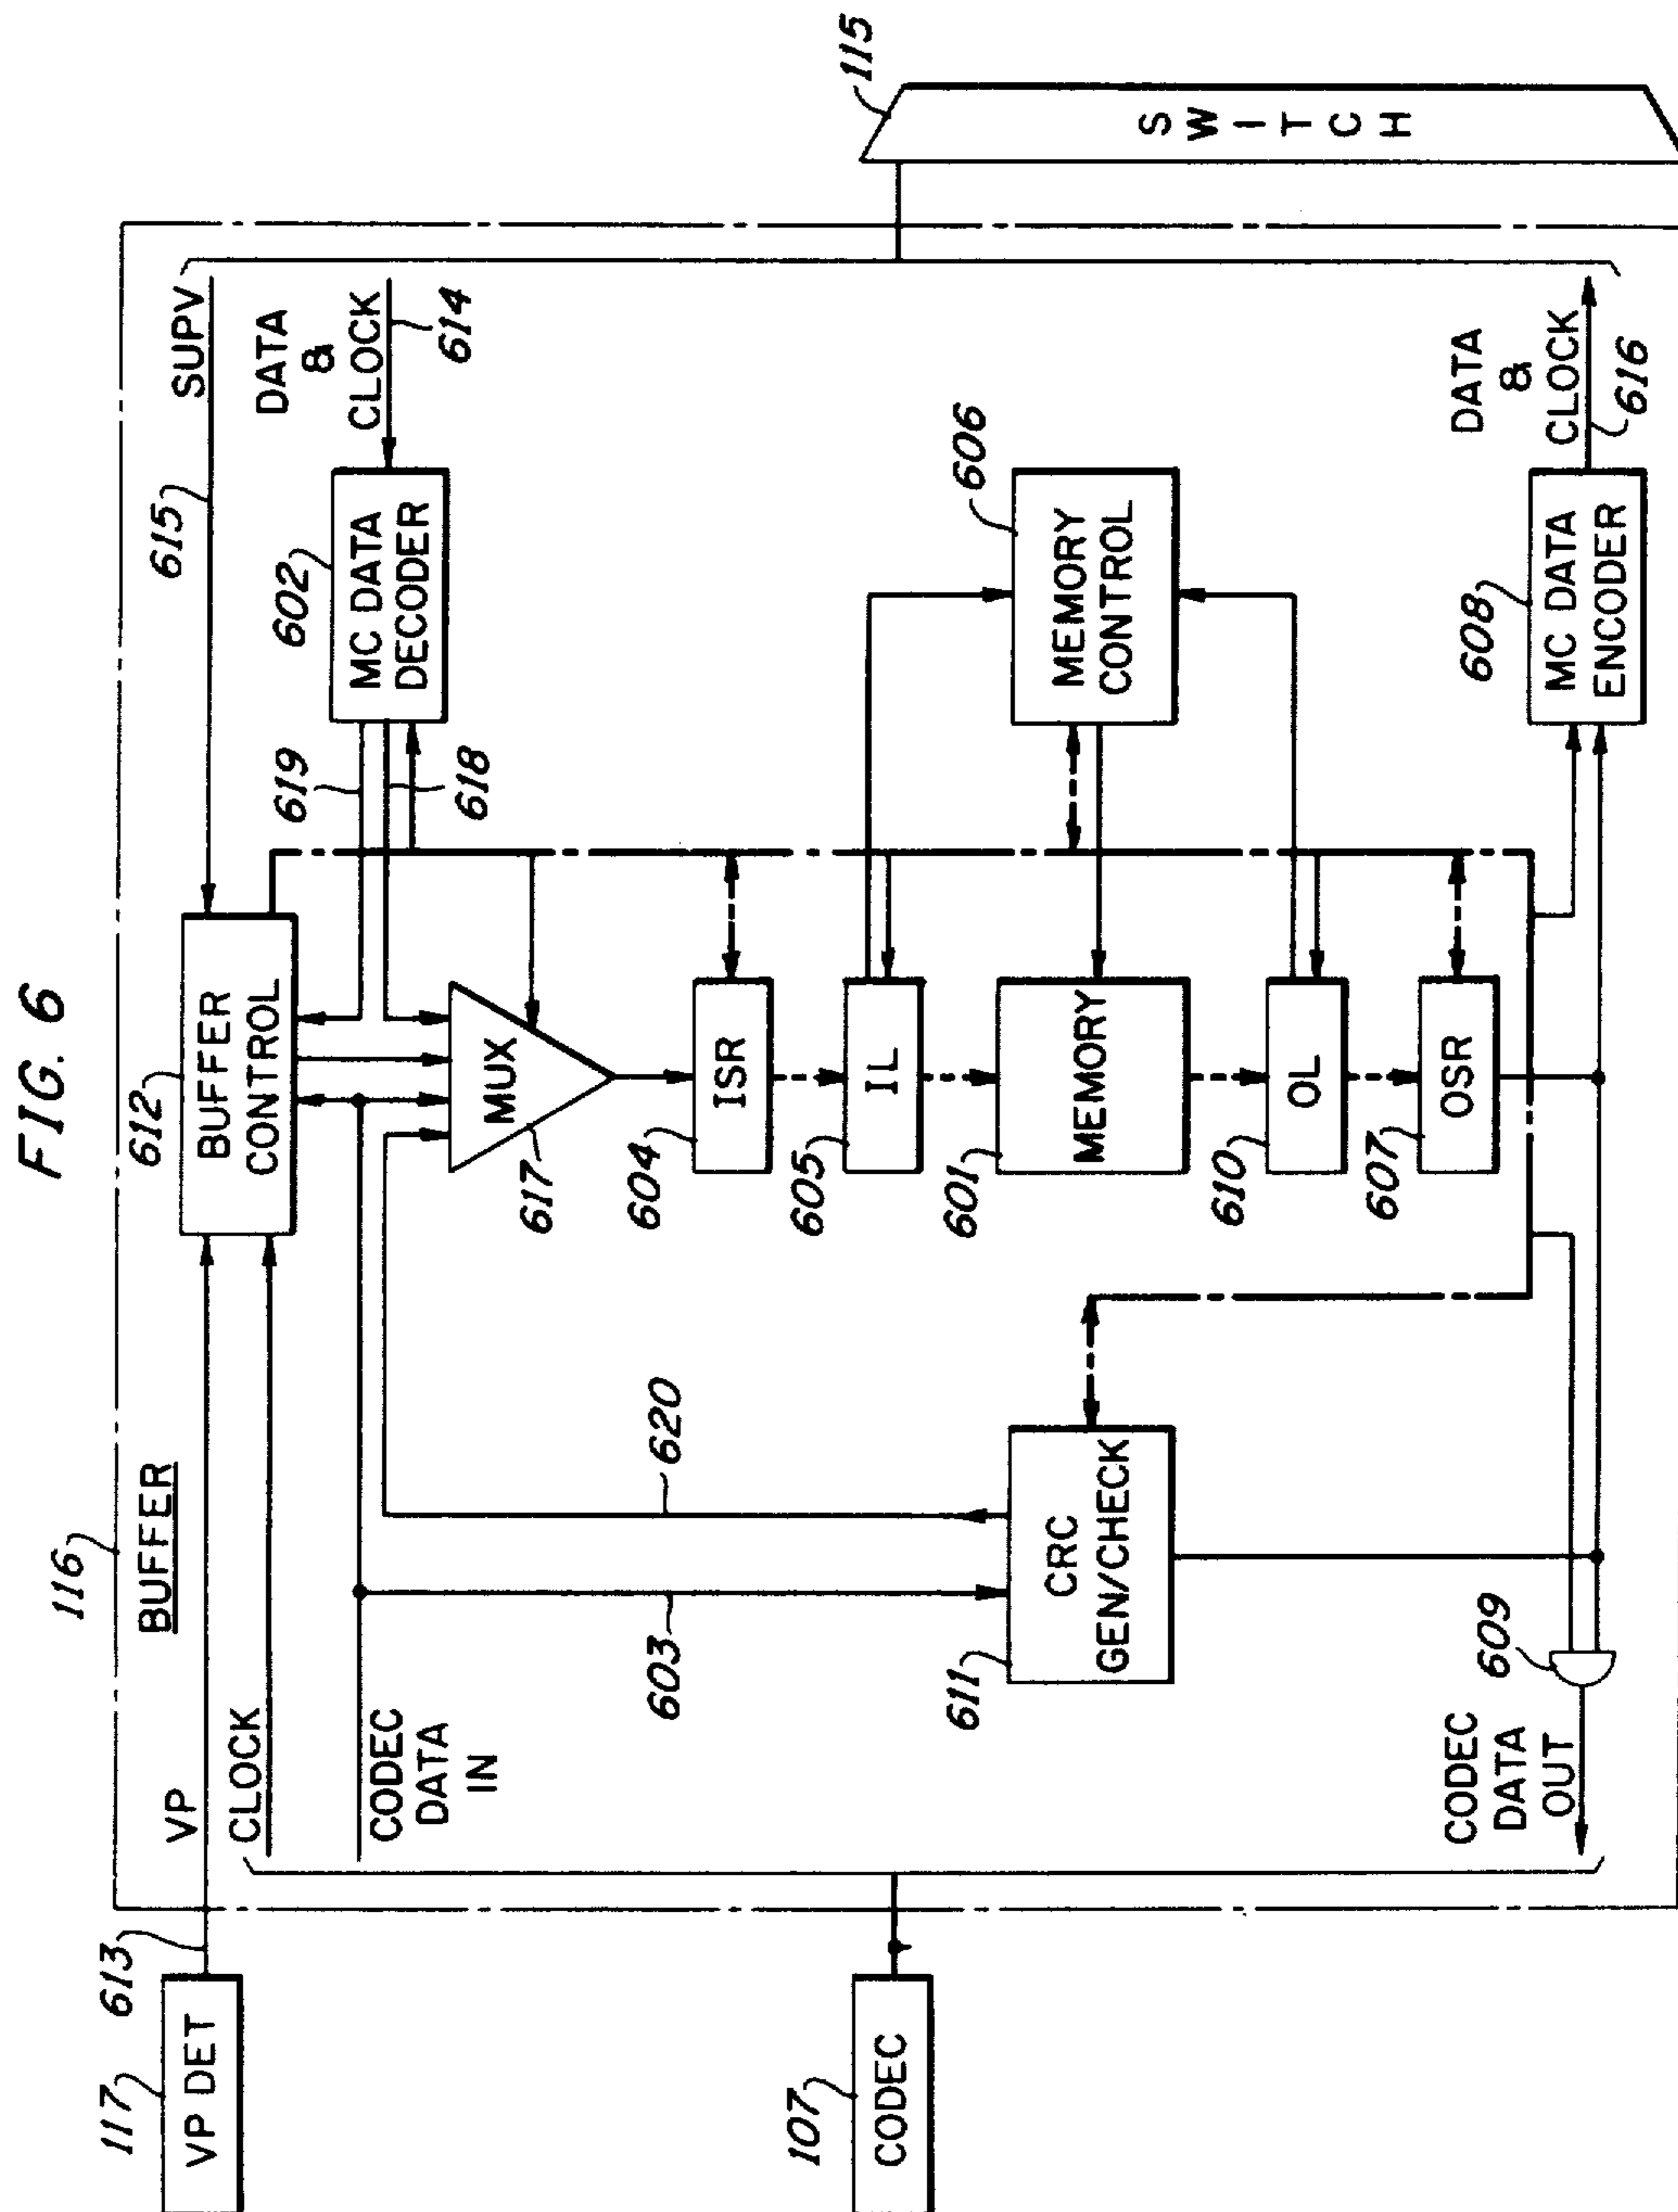 FIG. 6
117
VP DET
613
116
BUFFER
VP
CLOCK
CODEC
DATA
IN
612
BUFFER
CONTROL
615
SUPV
602
MC DATA
DECODER
DATA
&
CLOCK
614
619
618
617
MUX
603
620
604
ISR
605
IL
601
MEMORY
606
MEMORY
CONTROL
107
CODEC
611
CRC
GEN/CHECK
610
OL
607
OSR
608
MC DATA
ENCODER
DATA
&
CLOCK
616
609
CODEC
DATA
OUT
115
SWITCH